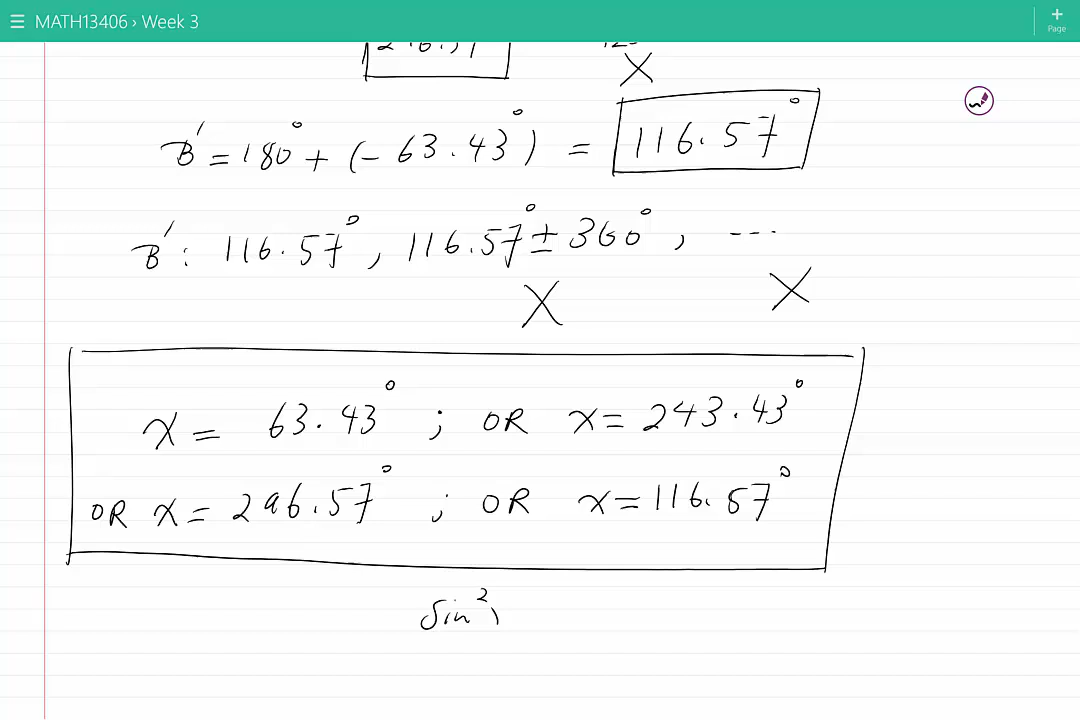 MATH13406 › Week 3
Page
B' = 180° + (- 63.43°) = 116.57°
B' : 116.57°, 116.57° ± 360°, ...
X X
x = 63.43° ; OR x = 243.43°
OR x = 296.57° ; OR x = 116.57°
sin²